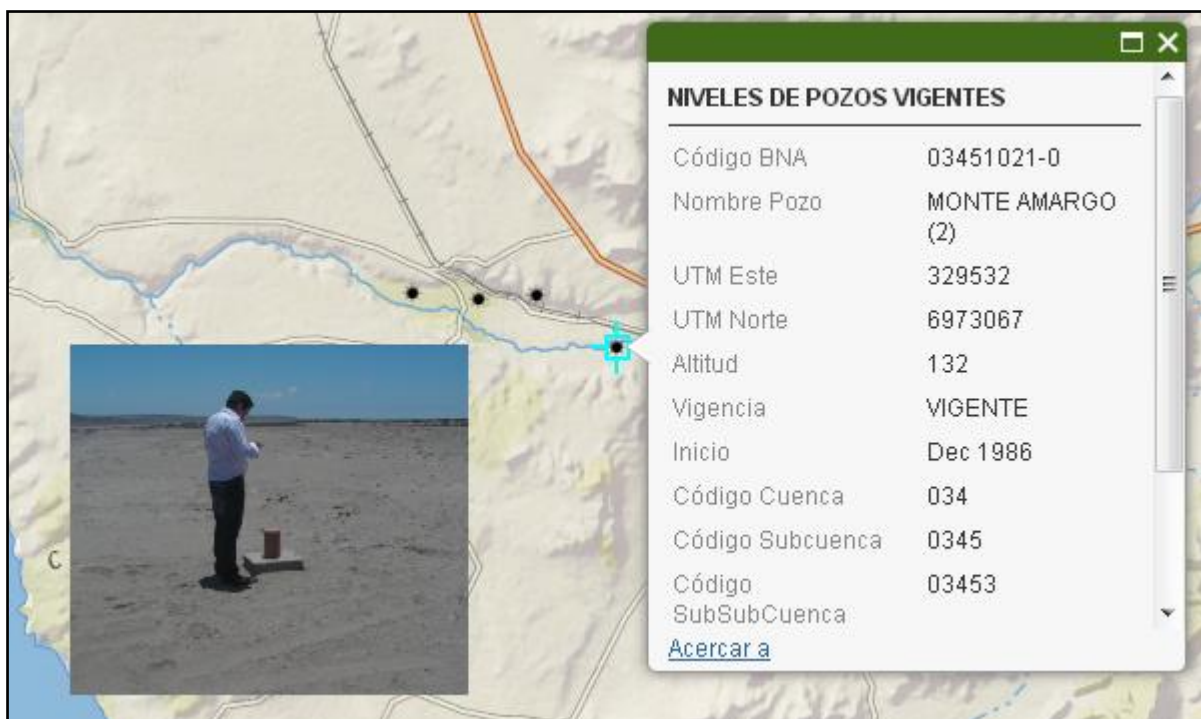 NIVELES DE POZOS VIGENTES
Código BNA 03451021-0
Nombre Pozo MONTE AMARGO
(2)
UTM Este 329532
UTM Norte 6973067
Altitud 132
Vigencia VIGENTE
Inicio Dec 1986
Código Cuenca 034
Código Subcuenca 0345
Código 03453
SubSubCuenca
Acercar a
C